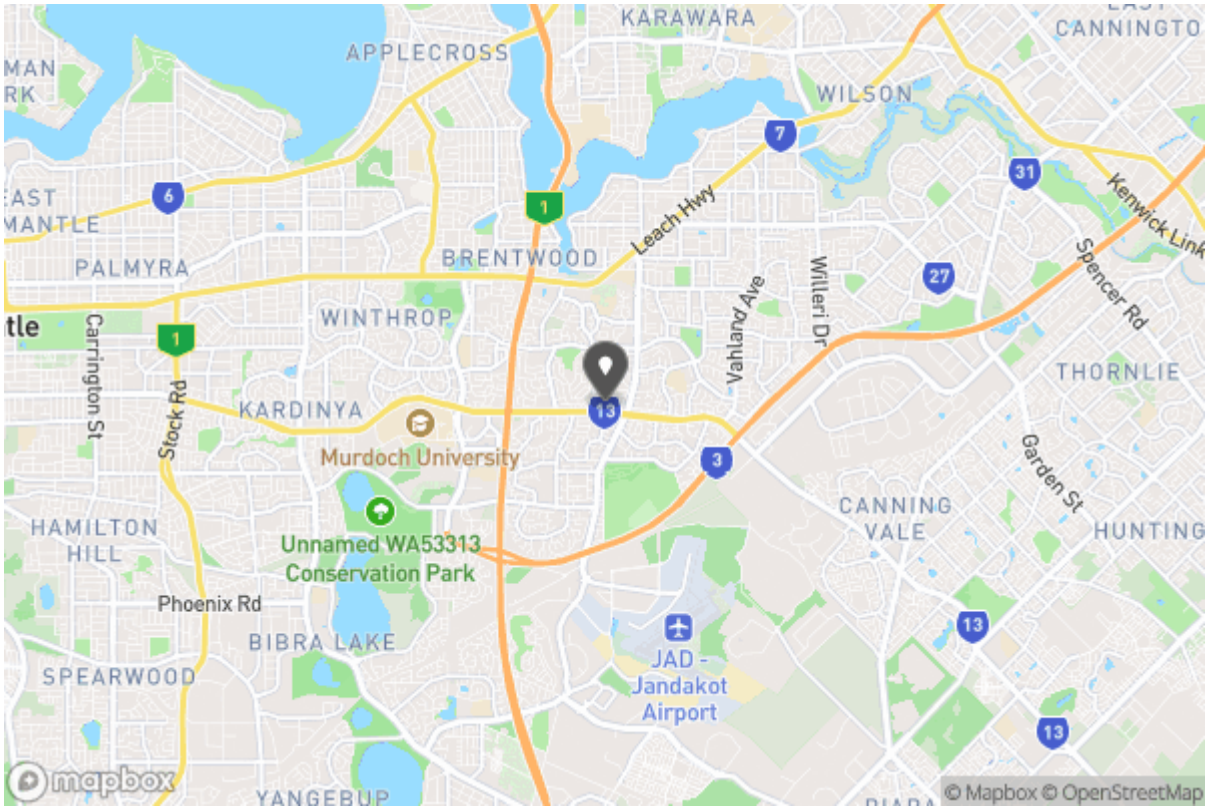 KARAWARA
EAST
CANNINGTO
APPLECROSS
MAN
RK
WILSON
7
31
6
EAST
MANTLE
Kenwick Link
1
Leach Hwy
BRENTWOOD
PALMYRA
27
Spencer Rd
Willeri Dr
Vahland Ave
WINTHROP
tle
1
Carrington St
THORNLIE
Stock Rd
KARDINYA
13
Murdoch University
3
Garden St
CANNING
VALE
HAMILTON
HILL
HUNTING
Unnamed WA53313
Conservation Park
Phoenix Rd
13
BIBRA LAKE
JAD -
Jandakot
Airport
SPEARWOOD
13
mapbox
YANGEBUP
© Mapbox © OpenStreetMap